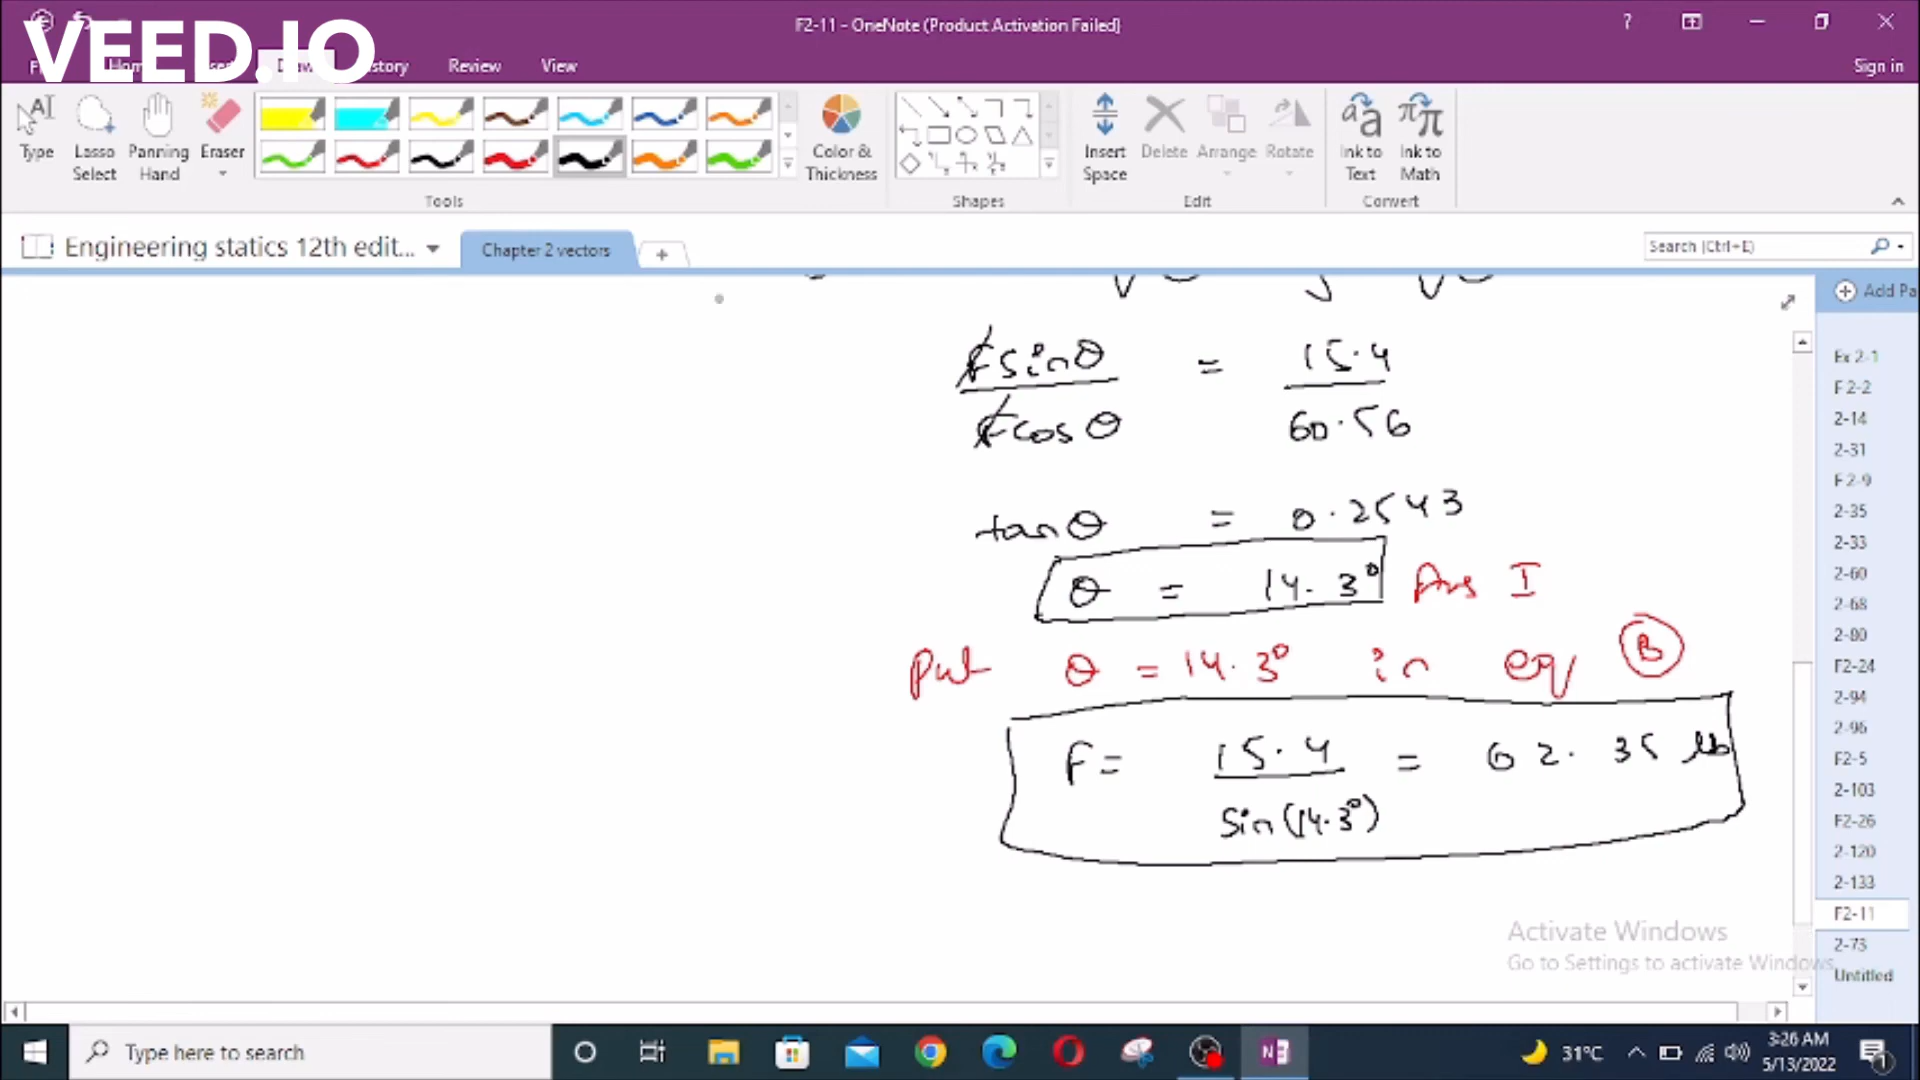 F2-11 - OneNote (Product Activation Failed)
?
VEED.IO
Review
View
Sign in
Type
Lasso Select
Panning Hand
Eraser
Color & Thickness
Insert Space
Delete
Arrange
Rotate
Ink to Text
Ink to Math
Tools
Shapes
Edit
Convert
Engineering statics 12th edit...
Chapter 2 vectors
+
Search (Ctrl+E)
Add Pa
Fsinθ / Fcosθ = 15.4 / 60.56
tanθ = 0.2543
θ = 14.3° Ans I
Put θ = 14.3° in eq B
F = 15.4 / sin(14.3°) = 62.35 lb
Ex 2-1
F 2-2
2-14
2-31
F 2-9
2-35
2-33
2-60
2-68
2-80
F2-24
2-94
2-96
F2-5
2-103
F2-26
2-120
2-133
F2-11
2-73
Untitled
Activate Windows
Go to Settings to activate Windows.
Type here to search
31°C
3:26 AM
5/13/2022
1